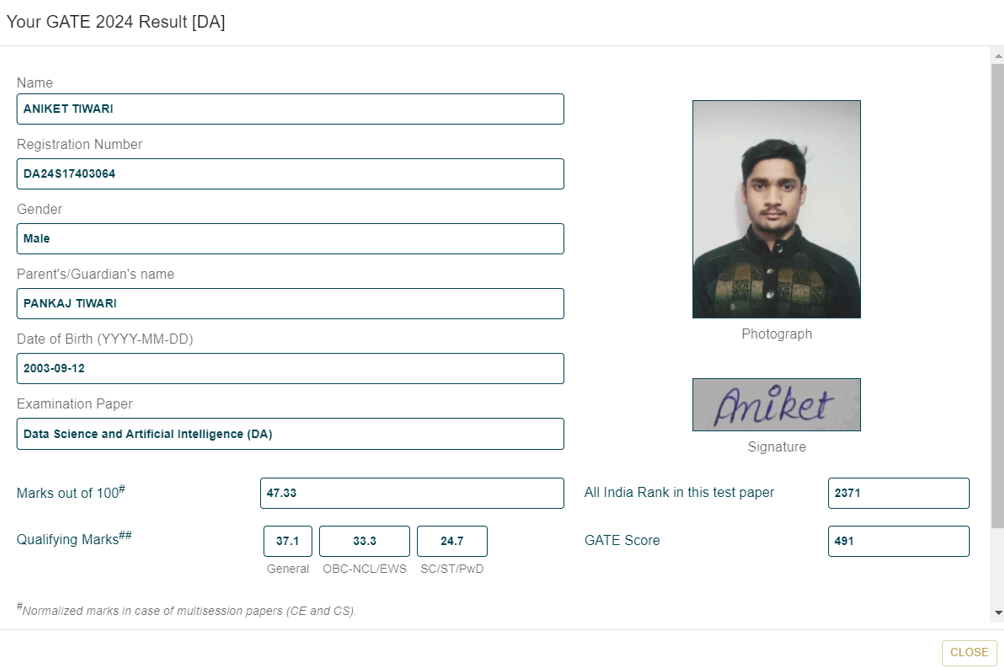 Your GATE 2024 Result [DA]
Name
ANIKET TIWARI
Registration Number
DA24S17403064
Gender
Male
Parent's/Guardian's name
PANKAJ TIWARI
Date of Birth (YYYY-MM-DD)
2003-09-12
Examination Paper
Data Science and Artificial Intelligence (DA)
Photograph
Aniket
Signature
Marks out of 100#
47.33
All India Rank in this test paper
2371
Qualifying Marks##
37.1 33.3 24.7
General OBC-NCL/EWS SC/ST/PwD
GATE Score
491
#Normalized marks in case of multisession papers (CE and CS).
CLOSE